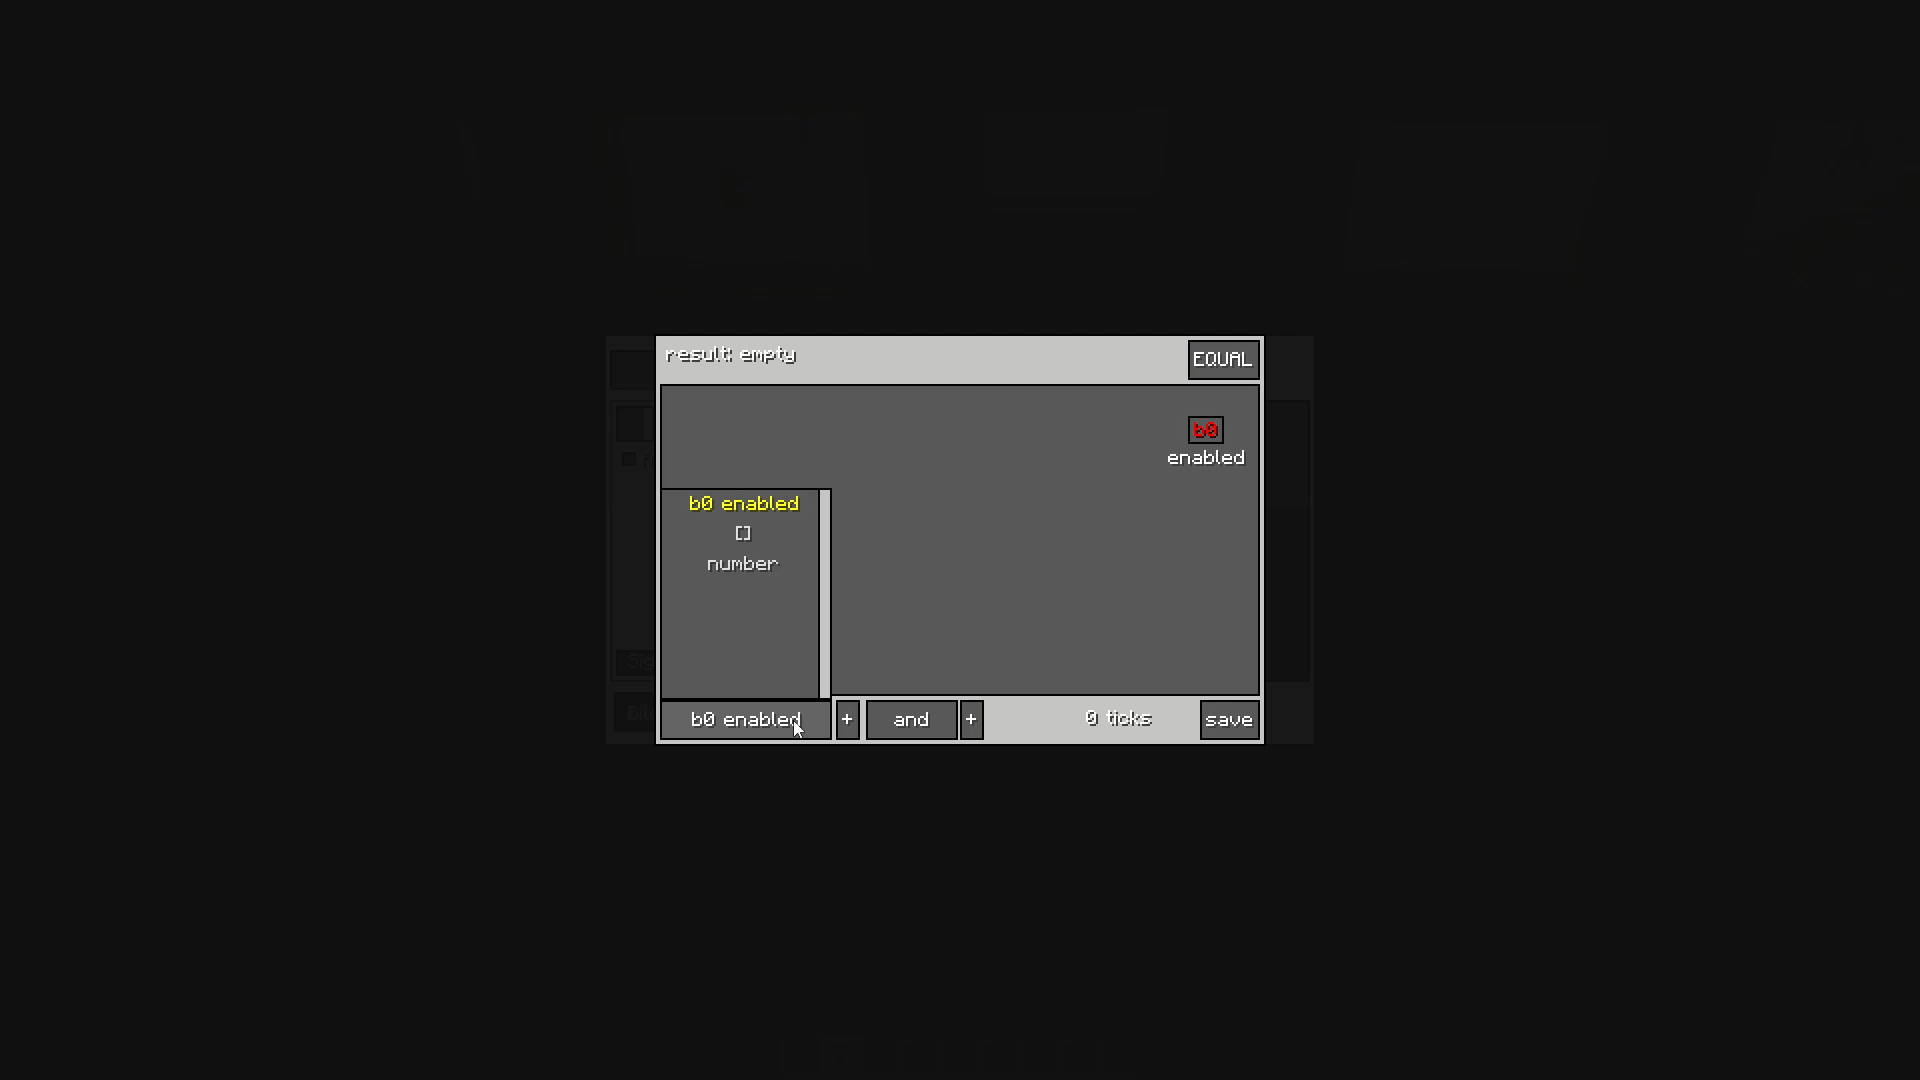 result: empty
EQUAL
b0
enabled
b0 enabled
[]
number
b0 enabled
+
and
+
0 ticks
save